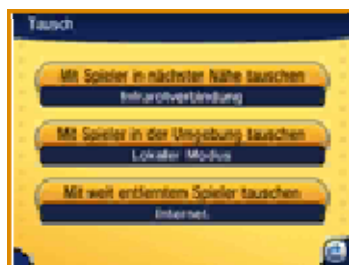 Tausch
Mit Spieler in nächster Nähe tauschen
Infrarotverbindung
Mit Spieler in der Umgebung tauschen
Lokaler Modus
Mit weit entferntem Spieler tauschen
Internet